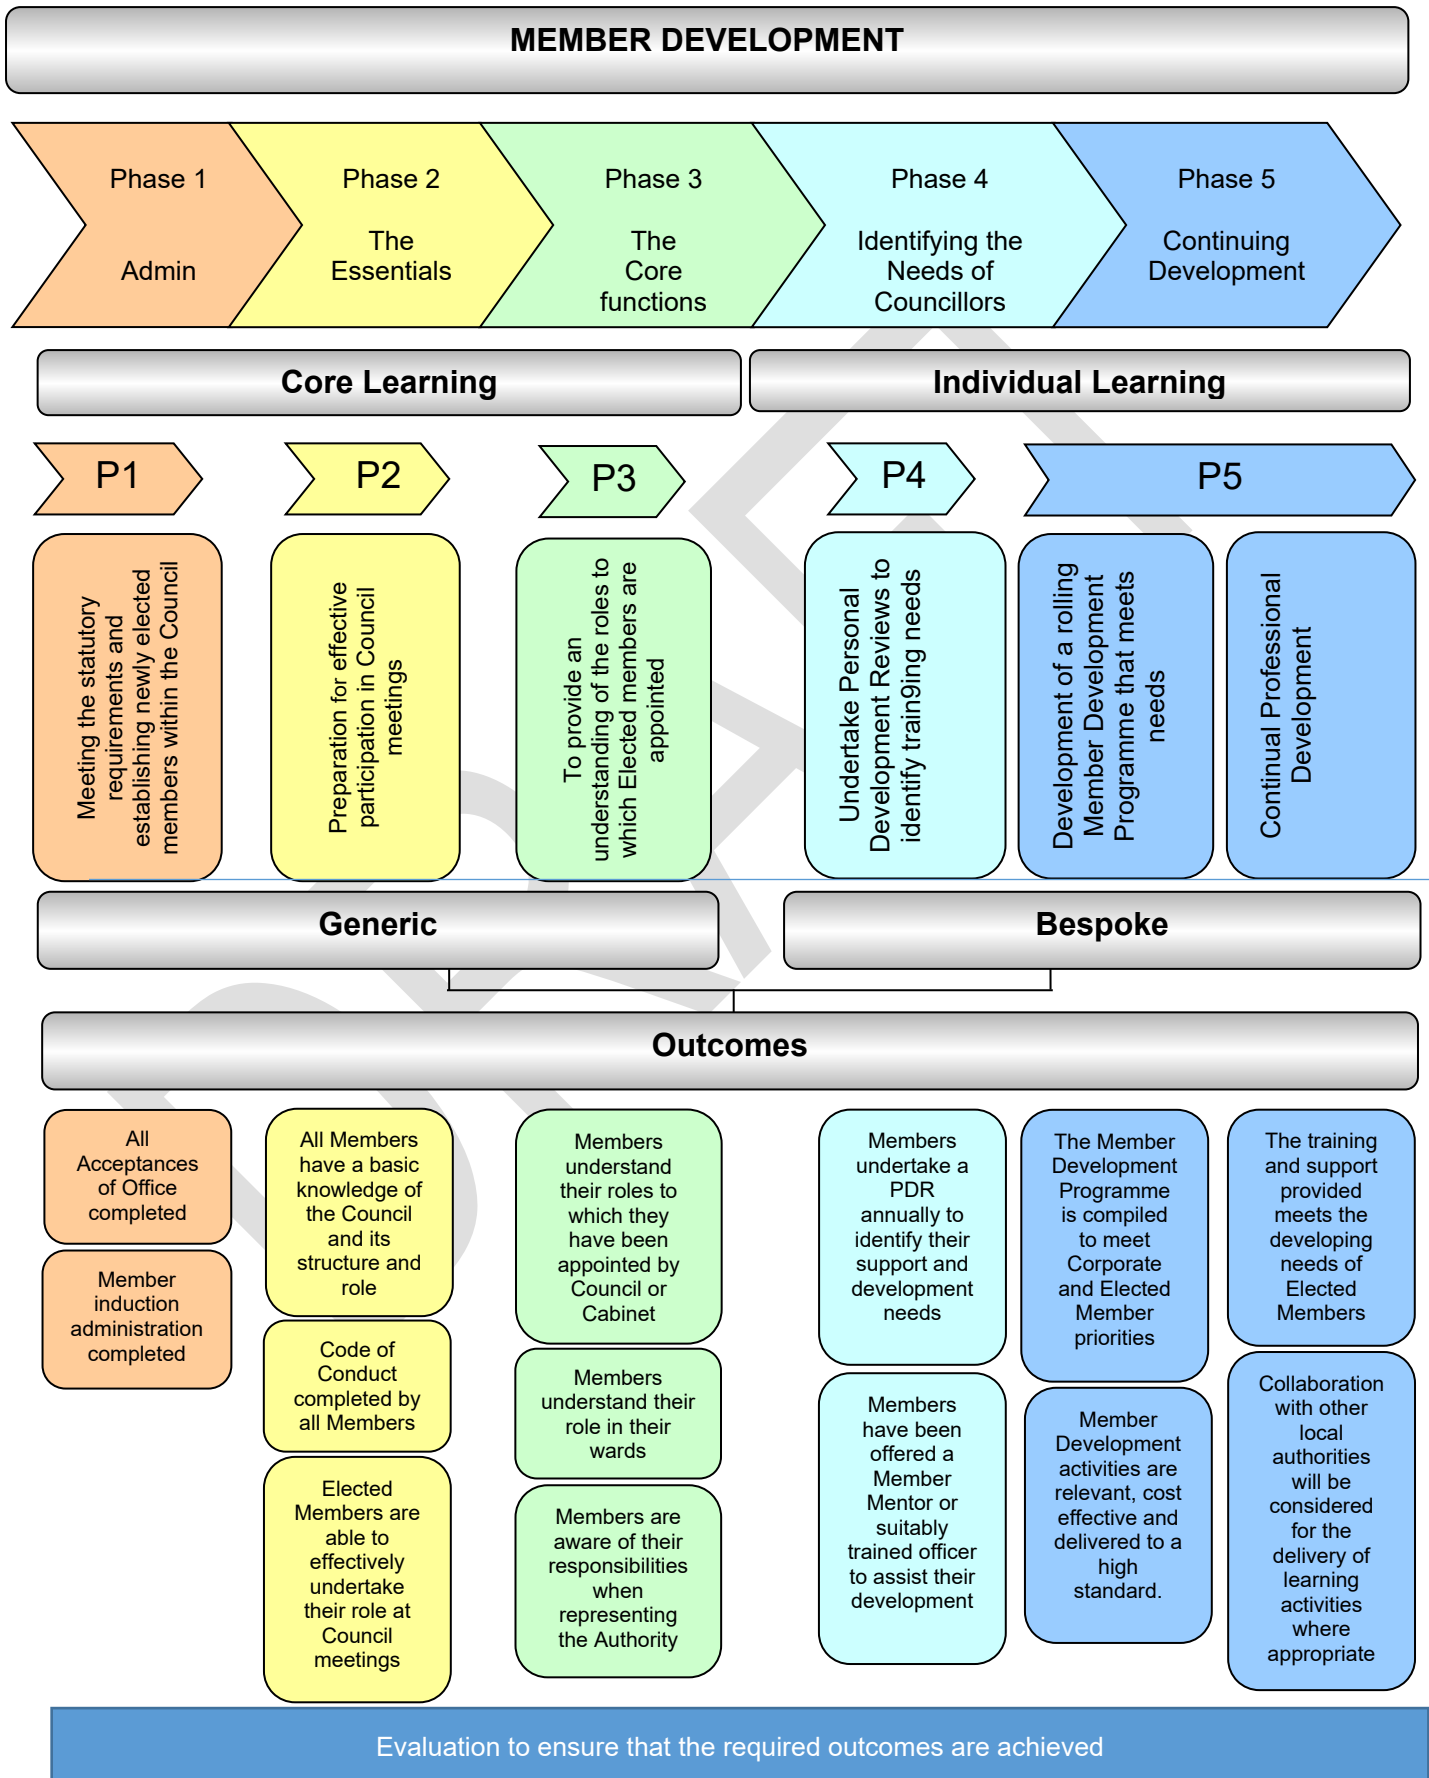 MEMBER DEVELOPMENT
Phase 1
Admin
Phase 2
The
Essentials
Phase 3
The
Core
functions
Phase 4
Identifying the
Needs of
Councillors
Phase 5
Continuing
Development
Core Learning
Individual Learning
P1
P2
P3
P4
P5
Meeting the statutory
requirements and
establishing newly elected
members within the Council
Preparation for effective
participation in Council
meetings
To provide an
understanding of the roles to
which Elected members are
appointed
Undertake Personal
Development Reviews to
identify train9ing needs
Development of a rolling
Member Development
Programme that meets
needs
Continual Professional
Development
Generic
Bespoke
Outcomes
All
Acceptances
of Office
completed
Member
induction
administration
completed
All Members
have a basic
knowledge of
the Council
and its
structure and
role
Code of
Conduct
completed by
all Members
Elected
Members are
able to
effectively
undertake
their role at
Council
meetings
Members
understand
their roles to
which they
have been
appointed by
Council or
Cabinet
Members
understand their
role in their
wards
Members are
aware of their
responsibilities
when
representing
the Authority
Members
undertake a
PDR
annually to
identify their
support and
development
needs
Members
have been
offered a
Member
Mentor or
suitably
trained officer
to assist their
development
The Member
Development
Programme
is compiled
to meet
Corporate
and Elected
Member
priorities
Member
Development
activities are
relevant, cost
effective and
delivered to a
high
standard.
The training
and support
provided
meets the
developing
needs of
Elected
Members
Collaboration
with other
local
authorities
will be
considered
for the
delivery of
learning
activities
where
appropriate
Evaluation to ensure that the required outcomes are achieved
DRAFT